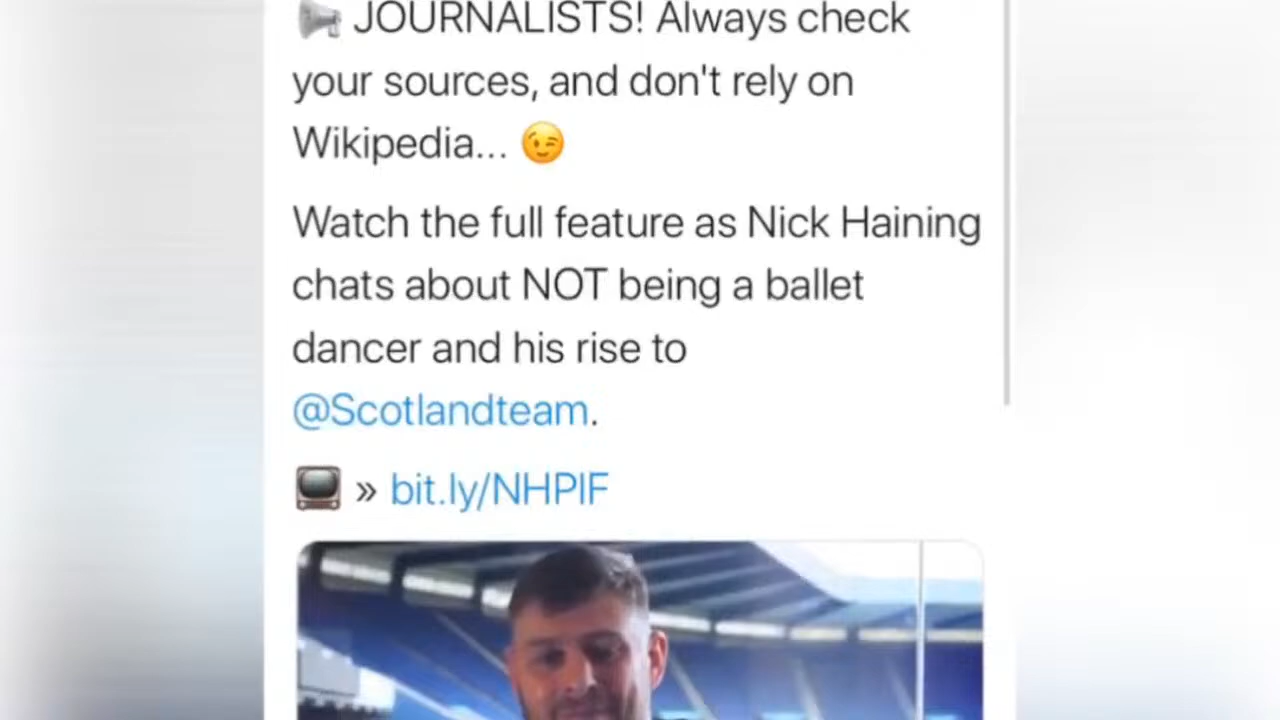 📢 JOURNALISTS! Always check
your sources, and don't rely on
Wikipedia... 😉
Watch the full feature as Nick Haining
chats about NOT being a ballet
dancer and his rise to
@Scotlandteam.
📺 » bit.ly/NHPIF